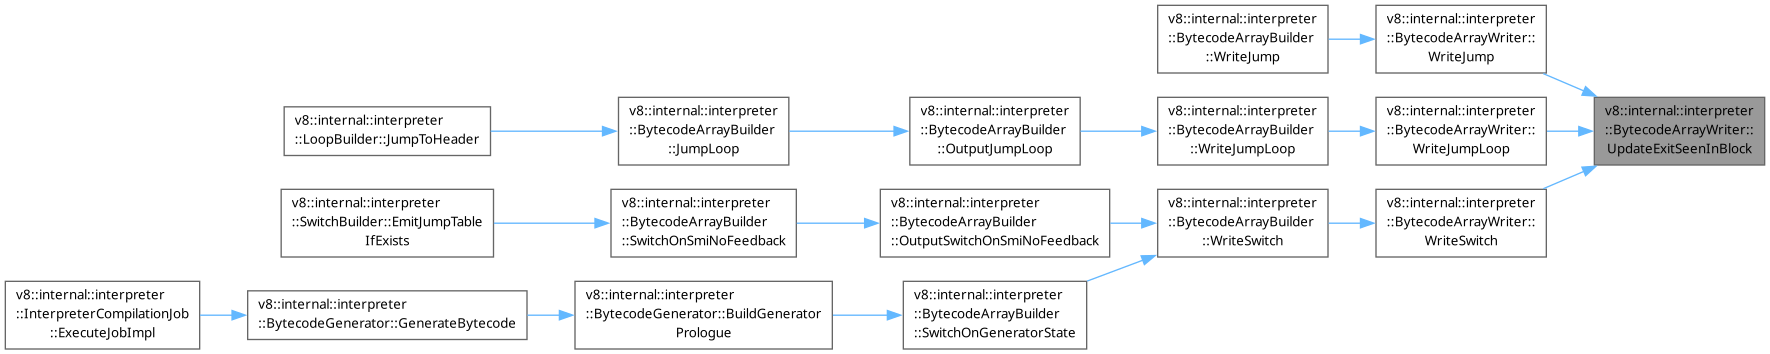 v8::internal::interpreter
::BytecodeArrayBuilder
::WriteJump
v8::internal::interpreter
::BytecodeArrayWriter::
WriteJump
v8::internal::interpreter
::LoopBuilder::JumpToHeader
v8::internal::interpreter
::BytecodeArrayBuilder
::JumpLoop
v8::internal::interpreter
::BytecodeArrayBuilder
::OutputJumpLoop
v8::internal::interpreter
::BytecodeArrayBuilder
::WriteJumpLoop
v8::internal::interpreter
::BytecodeArrayWriter::
WriteJumpLoop
v8::internal::interpreter
::BytecodeArrayWriter::
UpdateExitSeenInBlock
v8::internal::interpreter
::SwitchBuilder::EmitJumpTable
IfExists
v8::internal::interpreter
::BytecodeArrayBuilder
::SwitchOnSmiNoFeedback
v8::internal::interpreter
::BytecodeArrayBuilder
::OutputSwitchOnSmiNoFeedback
v8::internal::interpreter
::BytecodeArrayBuilder
::WriteSwitch
v8::internal::interpreter
::BytecodeArrayWriter::
WriteSwitch
v8::internal::interpreter
::InterpreterCompilationJob
::ExecuteJobImpl
v8::internal::interpreter
::BytecodeGenerator::GenerateBytecode
v8::internal::interpreter
::BytecodeGenerator::BuildGenerator
Prologue
v8::internal::interpreter
::BytecodeArrayBuilder
::SwitchOnGeneratorState